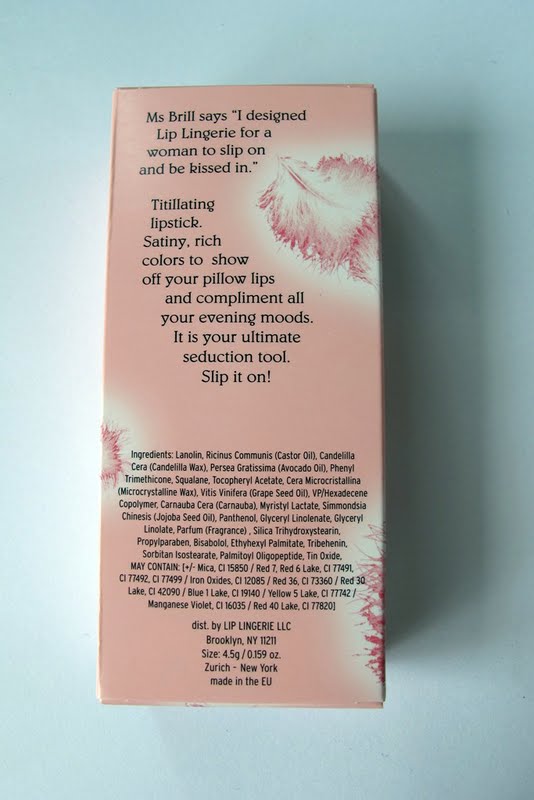 Ms Brill says "I designed
Lip Lingerie for a
woman to slip on
and be kissed in."
Titillating
lipstick.
Satiny, rich
colors to show
off your pillow lips
and compliment all
your evening moods.
It is your ultimate
seduction tool.
Slip it on!
Ingredients: Lanolin, Ricinus Communis (Castor Oil), Candelilla
Cera (Candelilla Wax), Persea Gratissima (Avocado Oil), Phenyl
Trimethicone, Squalane, Tocopheryl Acetate, Cera Microcristallina
(Microcrystalline Wax), Vitis Vinifera (Grape Seed Oil), VP/Hexadecene
Copolymer, Carnauba Cera (Carnauba), Myristyl Lactate, Simmondsia
Chinesis (Jojoba Seed Oil), Panthenol, Glyceryl Linolenate, Glyceryl
Linolate, Parfum (Fragrance) , Silica Trihydroxystearin,
Propylparaben, Bisabolol, Ethyhexyl Palmitate, Tribehenin,
Sorbitan Isostearate, Palmitoyl Oligopeptide, Tin Oxide,
MAY CONTAIN: [+/- Mica, CI 15850 / Red 7, Red 6 Lake, CI 77491,
CI 77492, CI 77499 / Iron Oxides, CI 12085 / Red 36, CI 73360 / Red 30
Lake, CI 42090 / Blue 1 Lake, CI 19140 / Yellow 5 Lake, CI 77742 /
Manganese Violet, CI 16035 / Red 40 Lake, CI 77820]
dist. by LIP LINGERIE LLC
Brooklyn, NY 11211
Size: 4.5g / 0.159 oz.
Zurich - New York
made in the EU